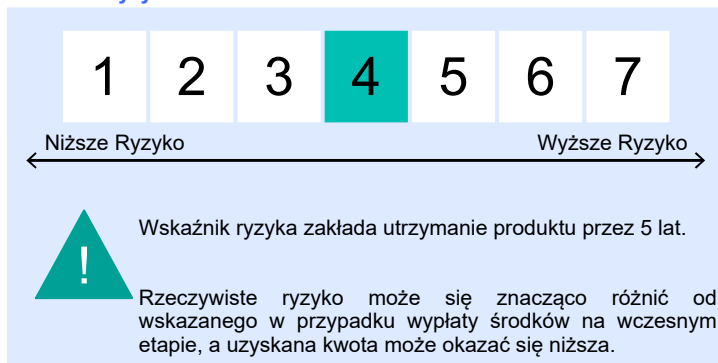 1 2 3 4 5 6 7
Niższe Ryzyko Wyższe Ryzyko
Wskaźnik ryzyka zakłada utrzymanie produktu przez 5 lat.
!
Rzeczywiste ryzyko może się znacząco różnić od
wskazanego w przypadku wypłaty środków na wczesnym
etapie, a uzyskana kwota może okazać się niższa.